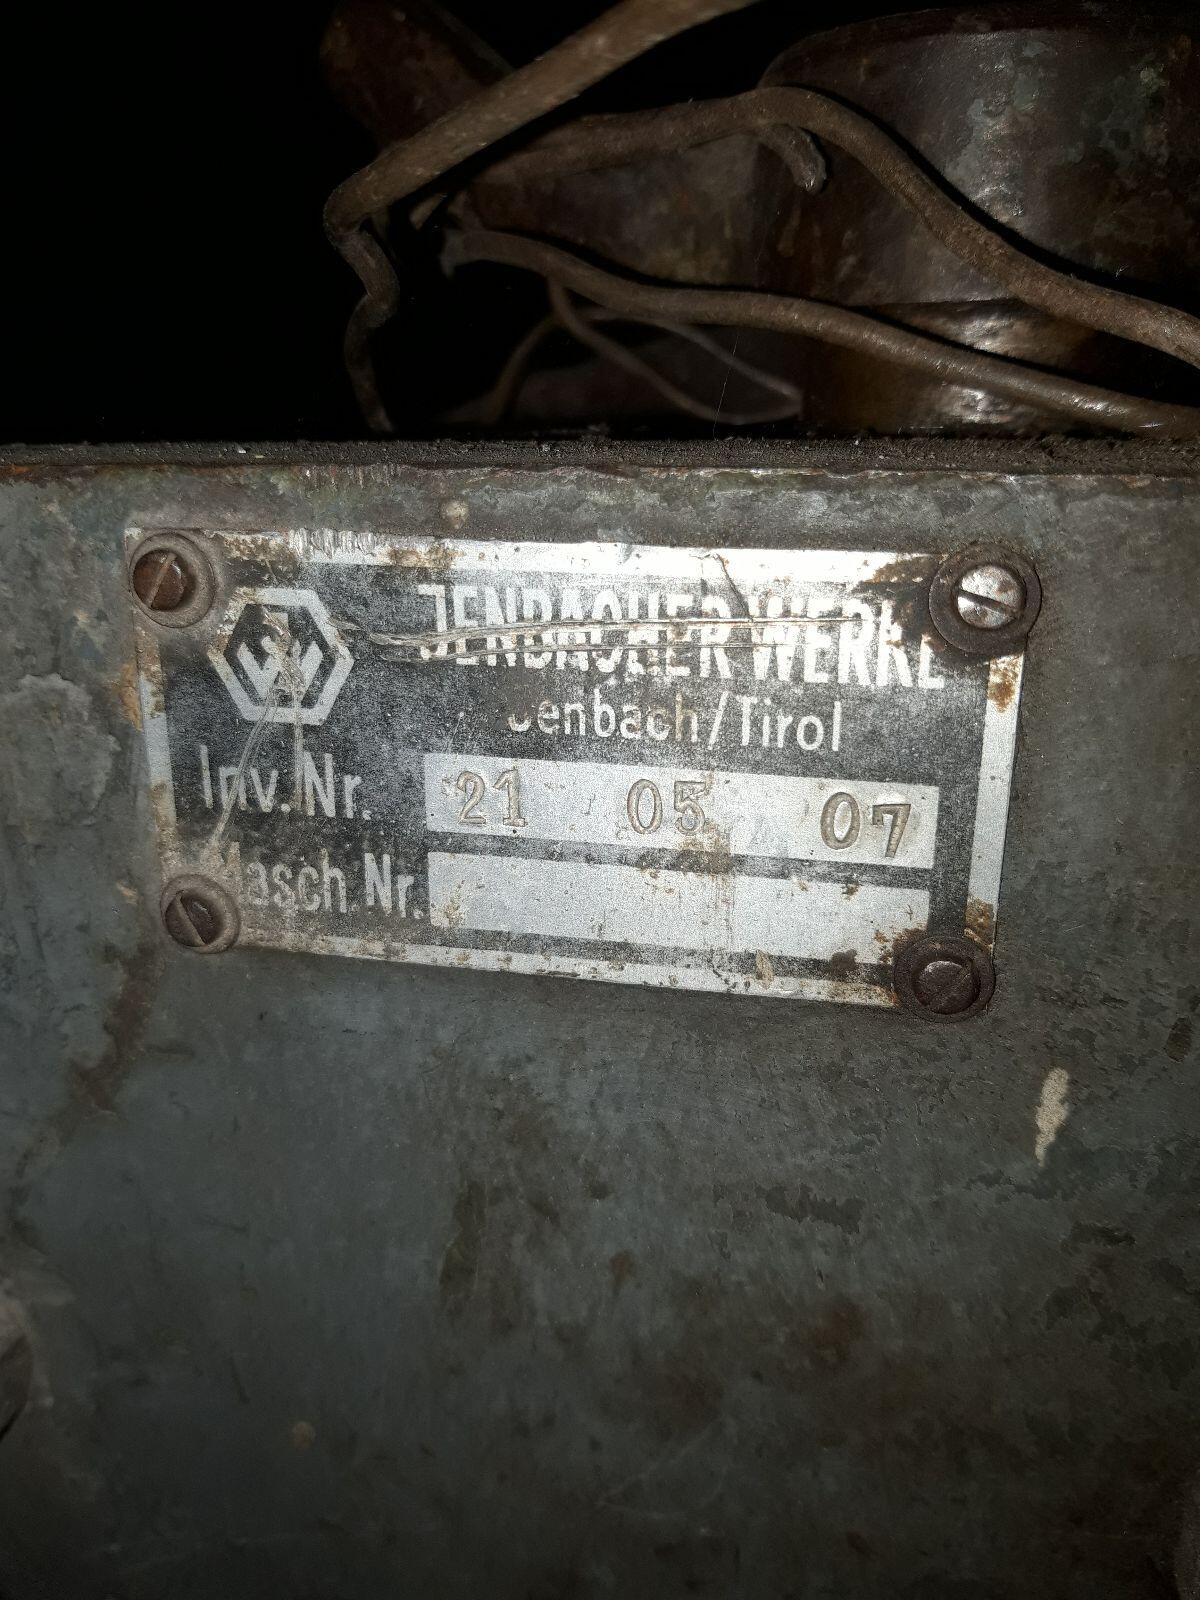 JENBACHER WERKE
Jenbach/Tirol
Inv. Nr. 21 05 07
Masch. Nr.